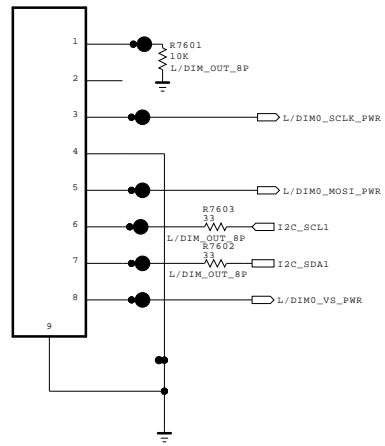 1
R7601
10K
L/DIM_OUT_8P
2
3
L/DIM0_SCLK_PWR
4
5
L/DIM0_MOSI_PWR
R7603
33
6
I2C_SCL1
L/DIM_OUT_8P
R7602
33
7
I2C_SDA1
L/DIM_OUT_8P
8
L/DIM0_VS_PWR
9